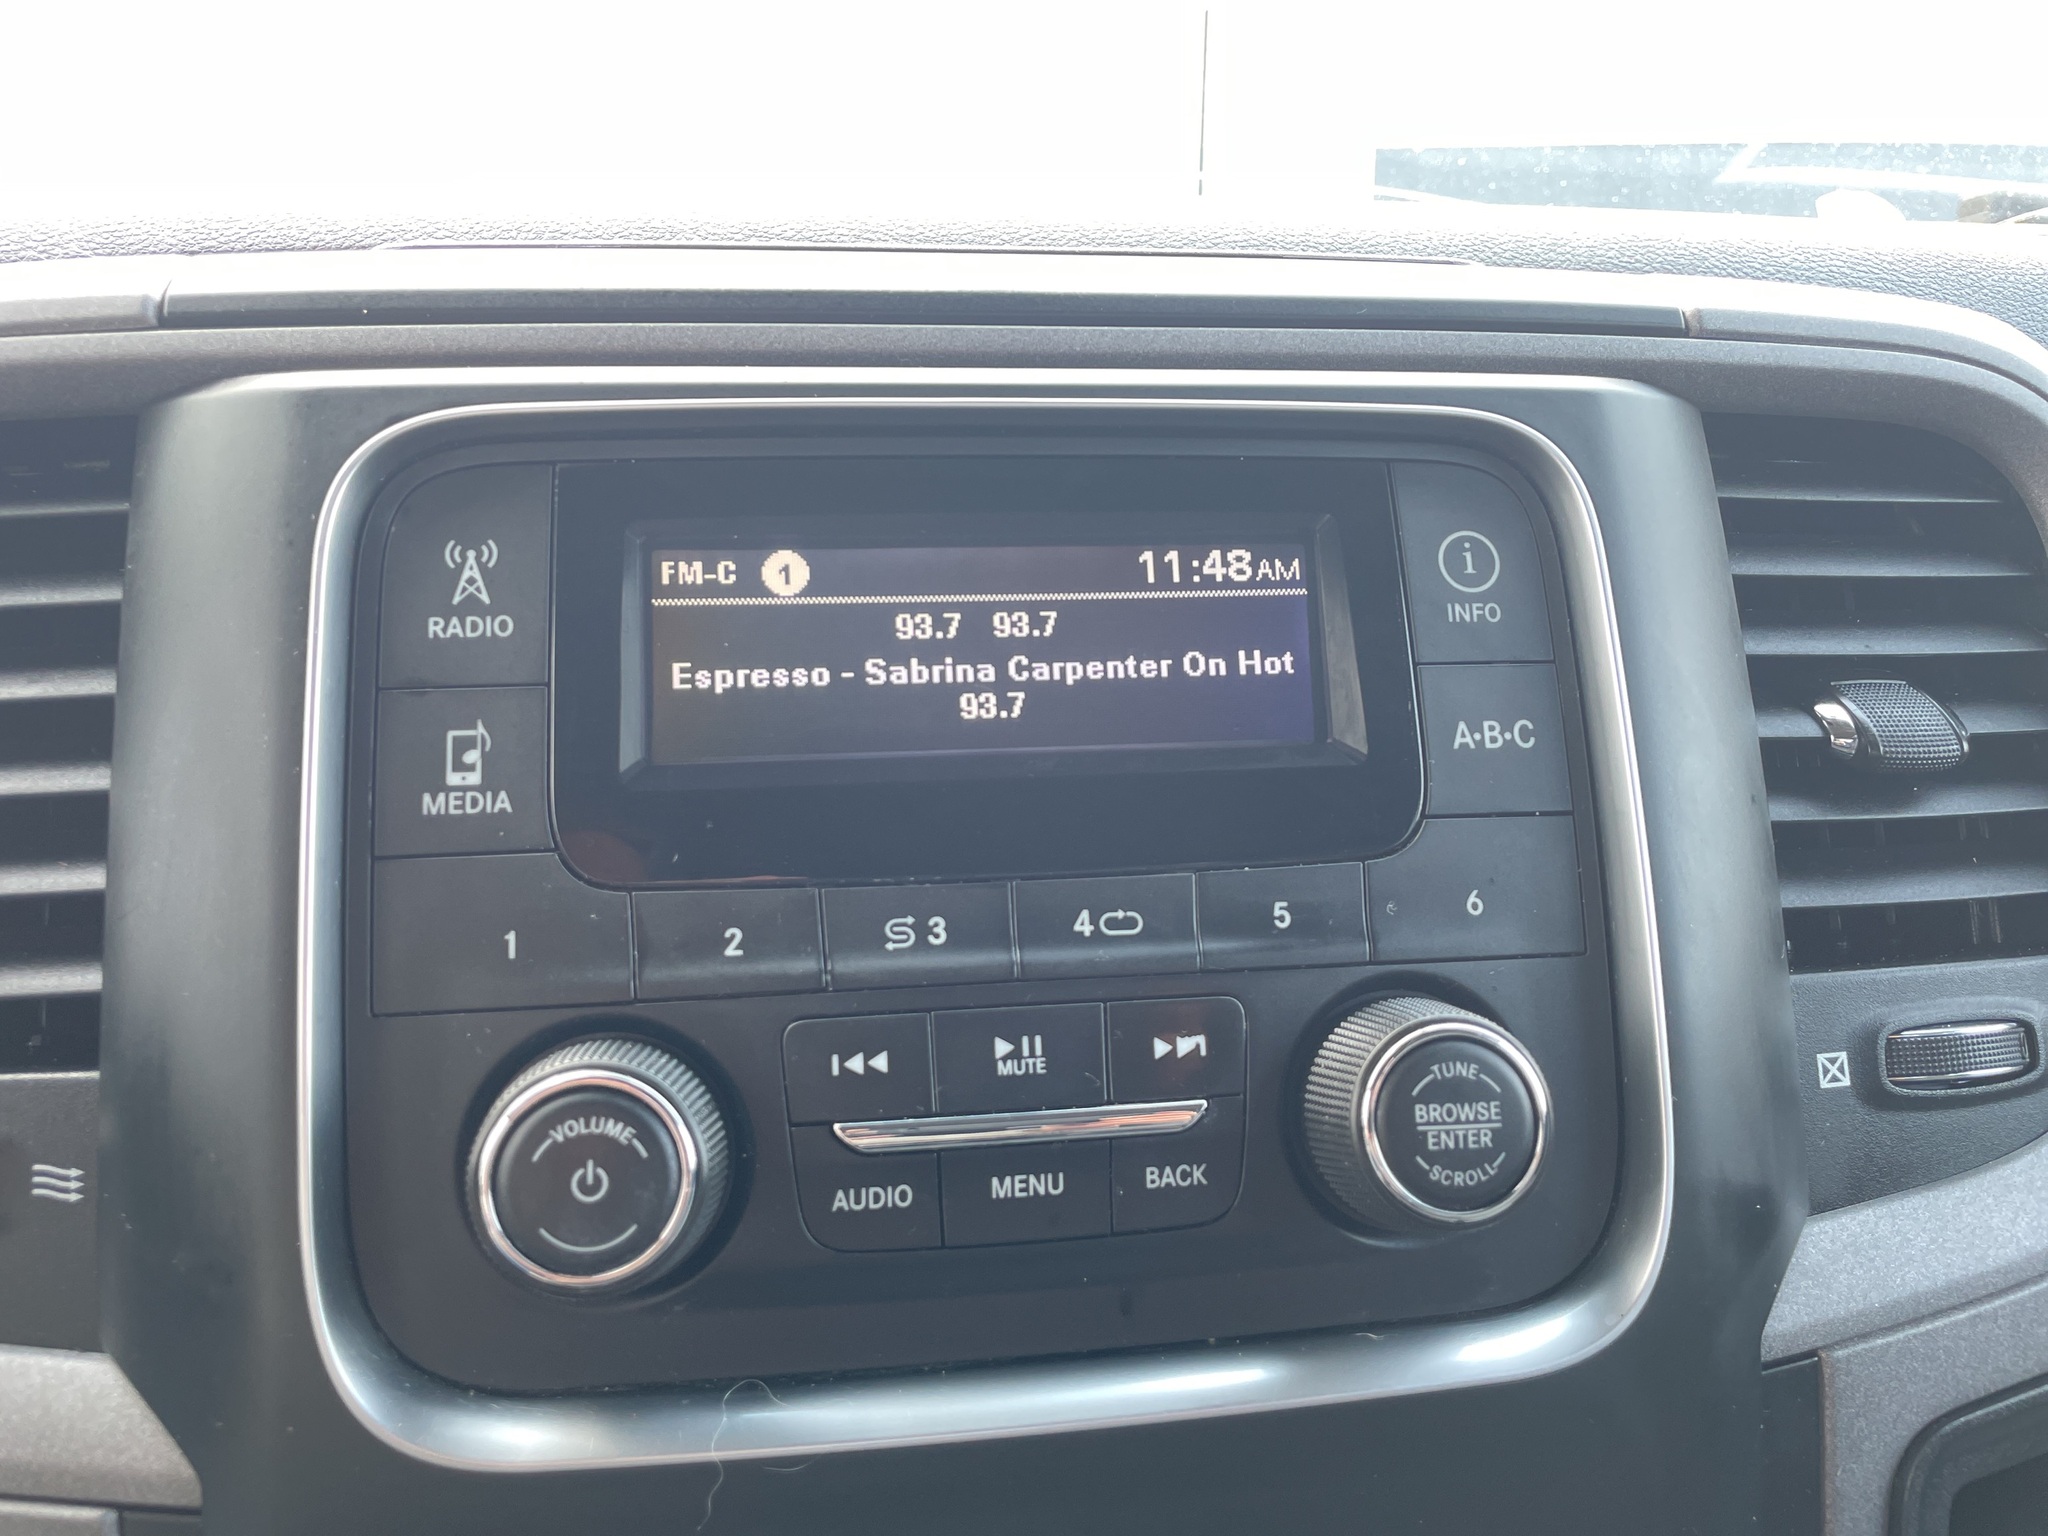 FM-C 1 11:48AM
93.7 93.7
Espresso - Sabrina Carpenter On Hot
93.7
RADIO
INFO
MEDIA
A•B•C
1 2 3 4 5 6
MUTE
VOLUME
TUNE
BROWSE
ENTER
SCROLL
AUDIO MENU BACK